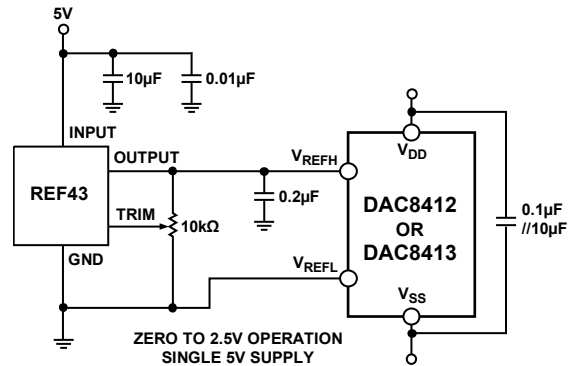 5V
10µF
0.01µF
INPUT
OUTPUT
REF43
TRIM
GND
10kΩ
0.2µF
VREFH
VREFL
VDD
DAC8412
OR
DAC8413
VSS
0.1µF
//10µF
ZERO TO 2.5V OPERATION
SINGLE 5V SUPPLY